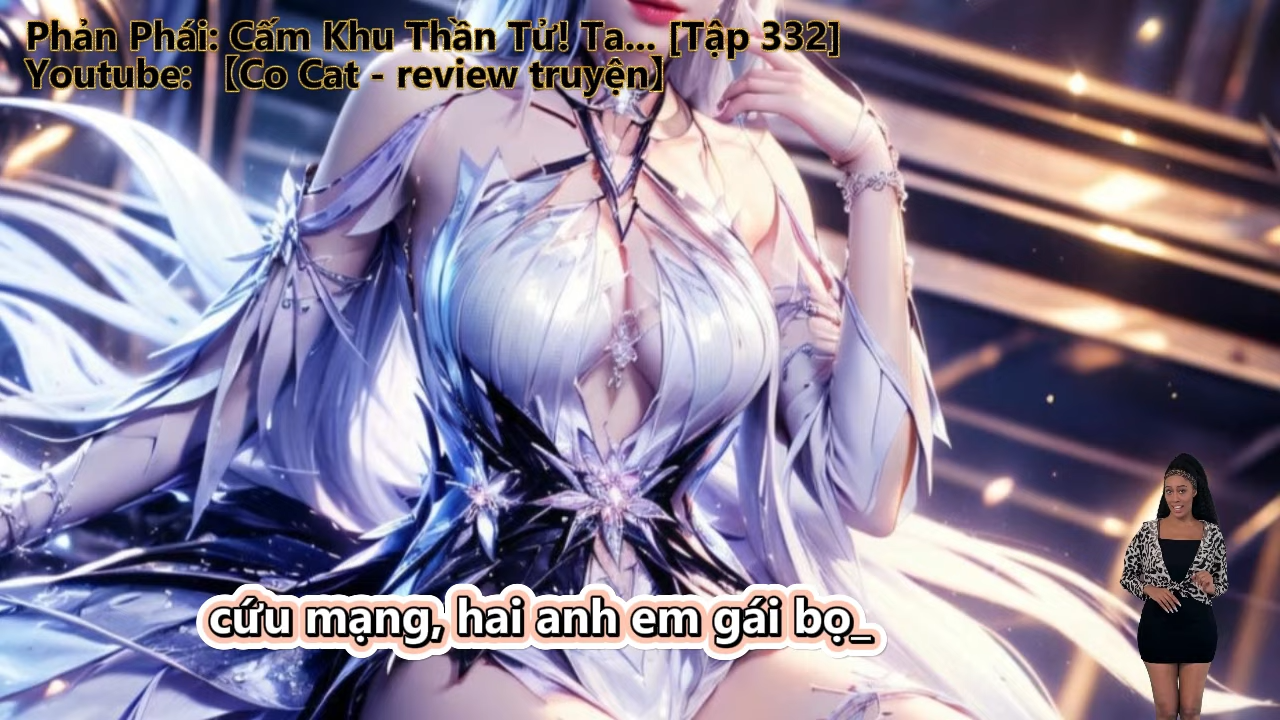 Phản Phái: Cấm Khu Thần Tử! Ta... [Tập 332]
Youtube: 【Co Cat - review truyện】
cứu mạng, hai anh em gái bọ_